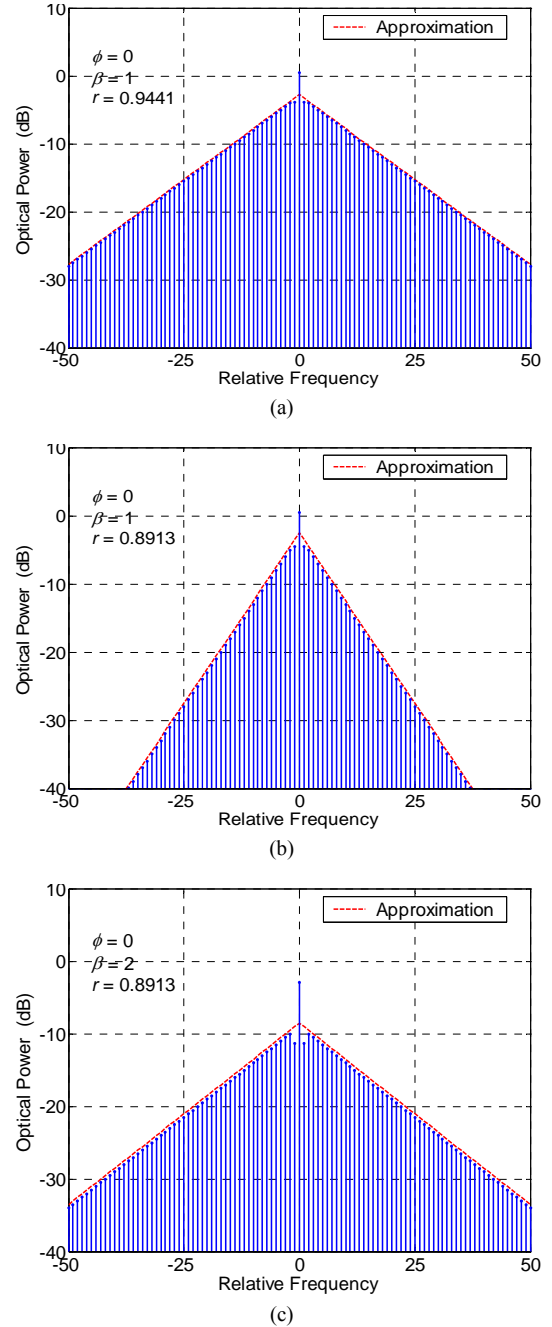 10
Approximation
ϕ = 0
0
β = 1
r = 0.9441
-10
-20
-30
-40
Optical Power (dB)
-50
-25
0
25
50
Relative Frequency
(a)
10
Approximation
ϕ = 0
0
β = 1
r = 0.8913
-10
-20
-30
-40
Optical Power (dB)
-50
-25
0
25
50
Relative Frequency
(b)
10
Approximation
ϕ = 0
0
β = 2
r = 0.8913
-10
-20
-30
-40
Optical Power (dB)
-50
-25
0
25
50
Relative Frequency
(c)